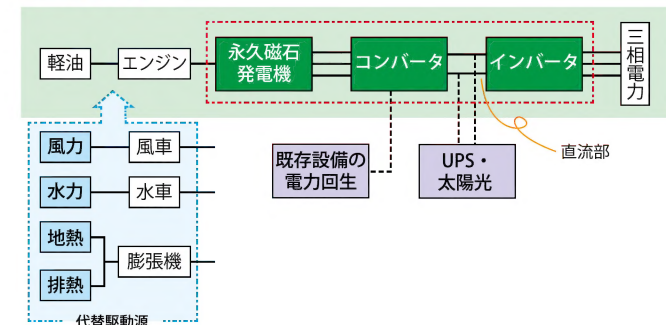 軽油
エンジン
永久磁石
発電機
コンバータ
インバータ
三相電力
風力
風車
水力
水車
地熱
排熱
膨張機
代替駆動源
既存設備の
電力回生
UPS・
太陽光
直流部